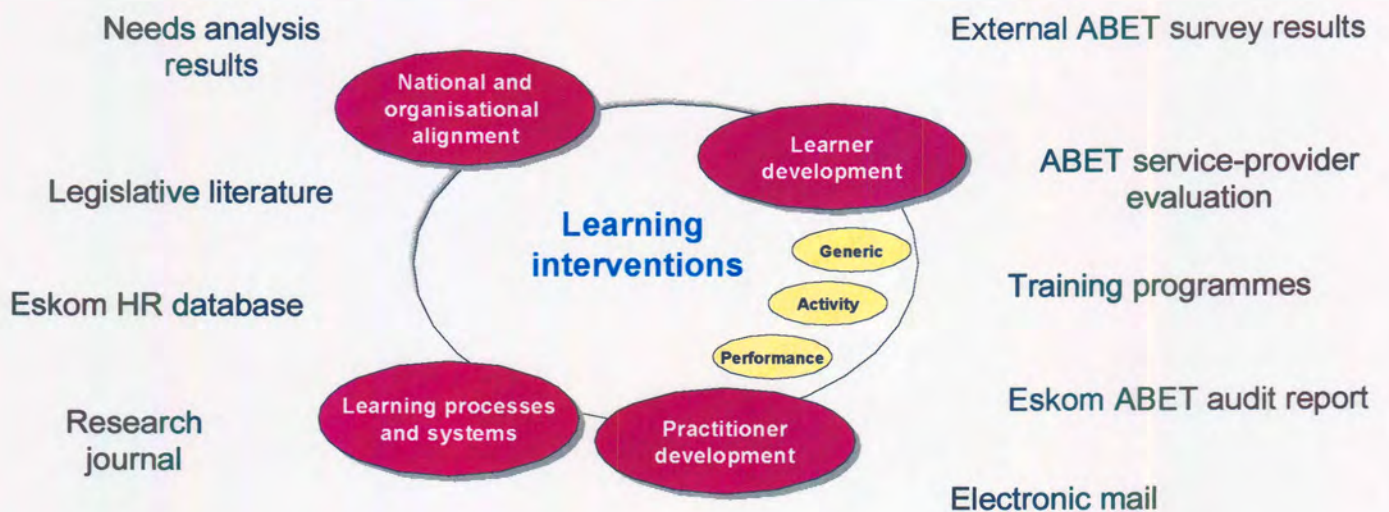 Needs analysis
results
External ABET survey results
National and
organisational
alignment
Learner
development
ABET service-provider
evaluation
Legislative literature
Learning
interventions
Generic
Training programmes
Eskom HR database
Activity
Performance
Learning processes
and systems
Practitioner
development
Eskom ABET audit report
Research
journal
Electronic mail